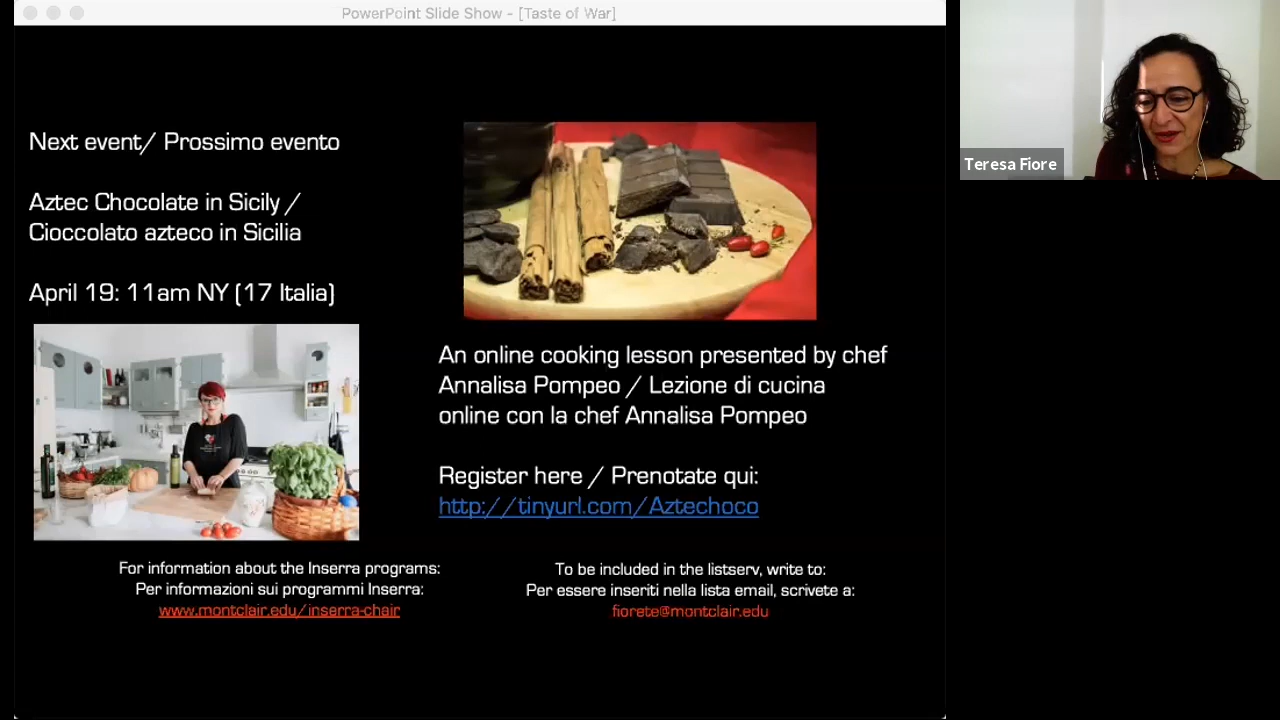 PowerPoint Slide Show - [Taste of War]
Next event/ Prossimo evento
Aztec Chocolate in Sicily /
Cioccolato azteco in Sicilia
April 19: 11am NY (17 Italia)
An online cooking lesson presented by chef
Annalisa Pompeo / Lezione di cucina
online con la chef Annalisa Pompeo
Register here / Prenotate qui:
http://tinyurl.com/Aztechoco
For information about the Inserra programs:
Per informazioni sui programmi Inserra:
www.montclair.edu/inserra-chair
To be included in the listserv, write to:
Per essere inseriti nella lista email, scrivete a:
fiorete@montclair.edu
Teresa Fiore